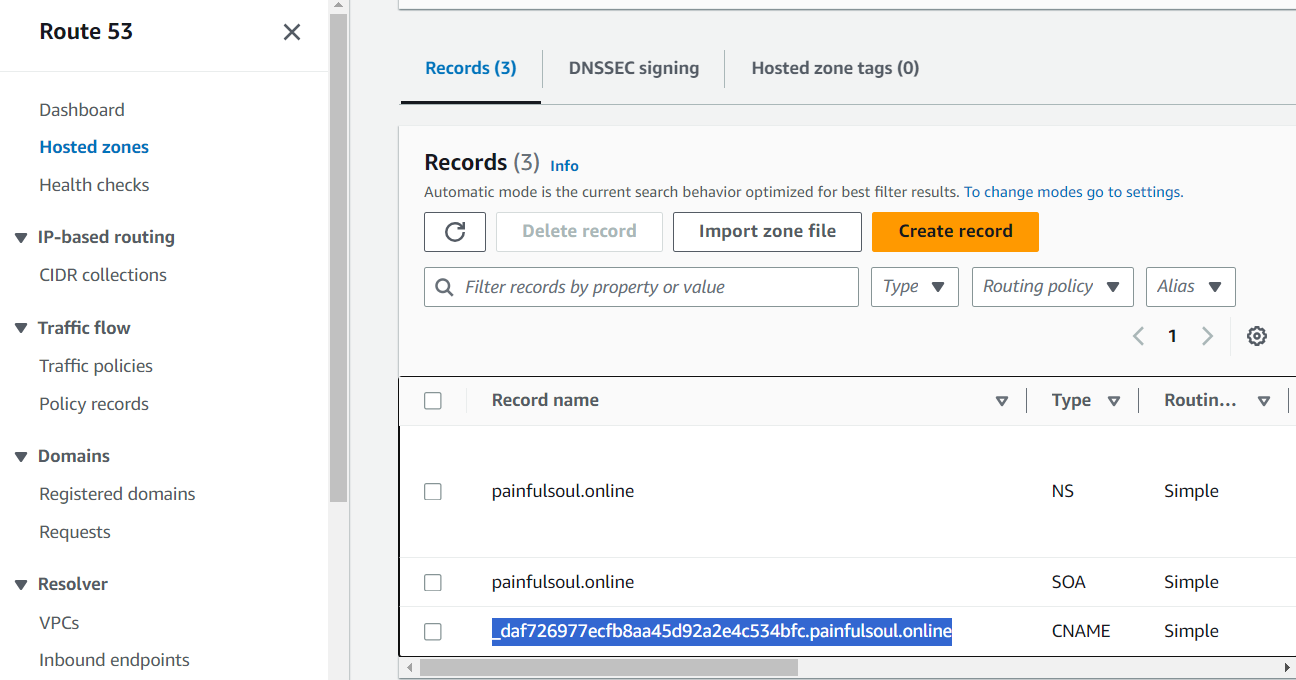 Route 53
Dashboard
Hosted zones
Health checks
IP-based routing
CIDR collections
Traffic flow
Traffic policies
Policy records
Domains
Registered domains
Requests
Resolver
VPCs
Inbound endpoints
Records (3) DNSSEC signing Hosted zone tags (0)
Records (3) Info
Automatic mode is the current search behavior optimized for best filter results. To change modes go to settings.
Delete record Import zone file Create record
Filter records by property or value Type Routing policy Alias
1
Record name Type Routin...
painfulsoul.online NS Simple
painfulsoul.online SOA Simple
_daf726977ecfb8aa45d92a2e4c534bfc.painfulsoul.online CNAME Simple